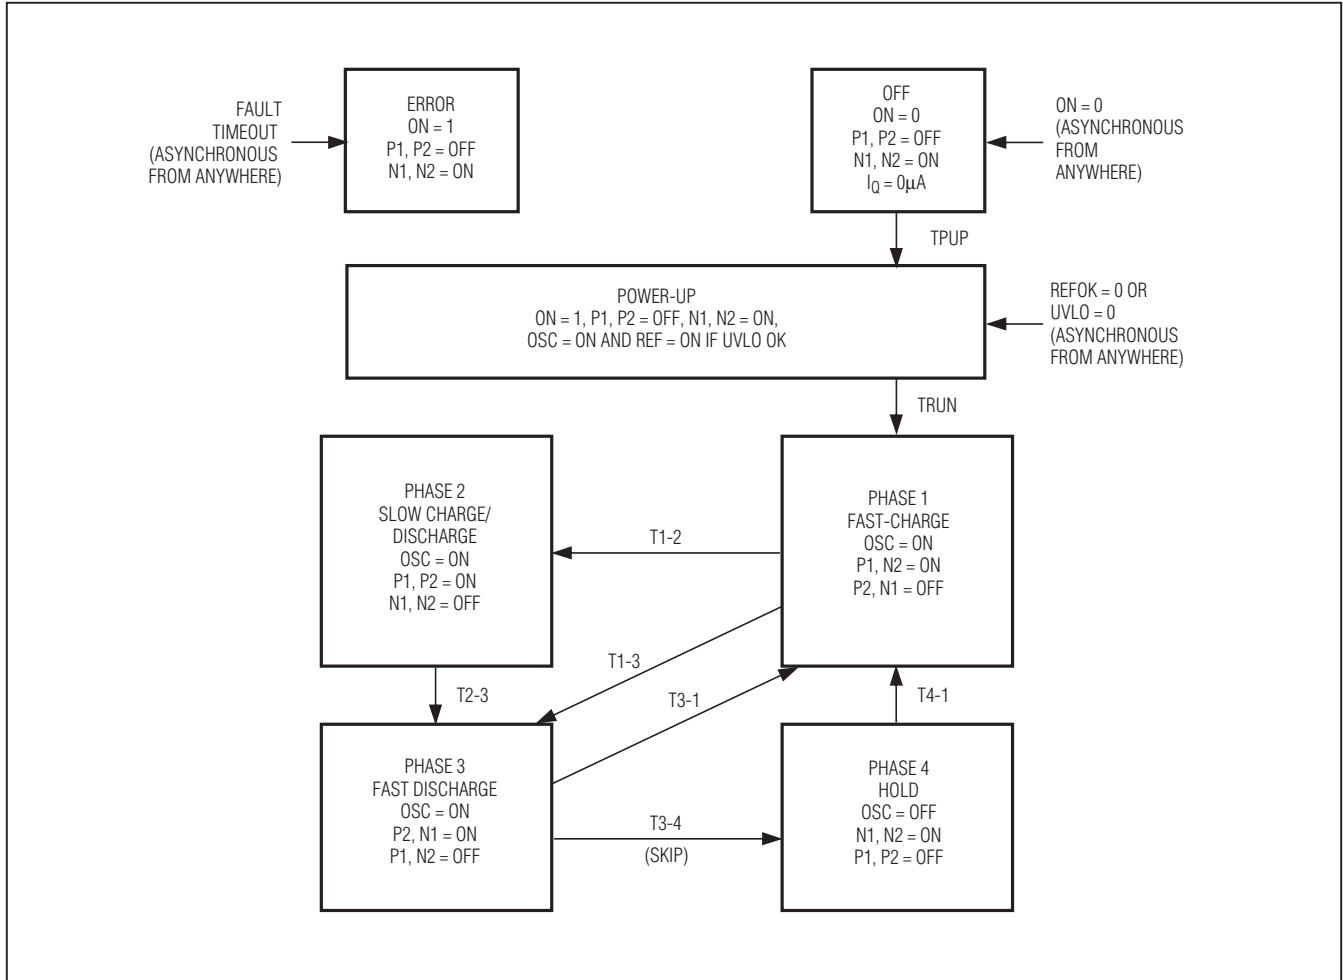 FAULT
TIMEOUT
(ASYNCHRONOUS
FROM ANYWHERE)
ERROR
ON = 1
P1, P2 = OFF
N1, N2 = ON
OFF
ON = 0
P1, P2 = OFF
N1, N2 = ON
IQ = 0μA
ON = 0
(ASYNCHRONOUS
FROM
ANYWHERE)
TPUP
POWER-UP
ON = 1, P1, P2 = OFF, N1, N2 = ON,
OSC = ON AND REF = ON IF UVLO OK
REFOK = 0 OR
UVLO = 0
(ASYNCHRONOUS
FROM ANYWHERE)
TRUN
PHASE 2
SLOW CHARGE/
DISCHARGE
OSC = ON
P1, P2 = ON
N1, N2 = OFF
T1-2
PHASE 1
FAST-CHARGE
OSC = ON
P1, N2 = ON
P2, N1 = OFF
T1-3
T2-3
T3-1
T4-1
PHASE 3
FAST DISCHARGE
OSC = ON
P2, N1 = ON
P1, N2 = OFF
T3-4
(SKIP)
PHASE 4
HOLD
OSC = OFF
N1, N2 = ON
P1, P2 = OFF